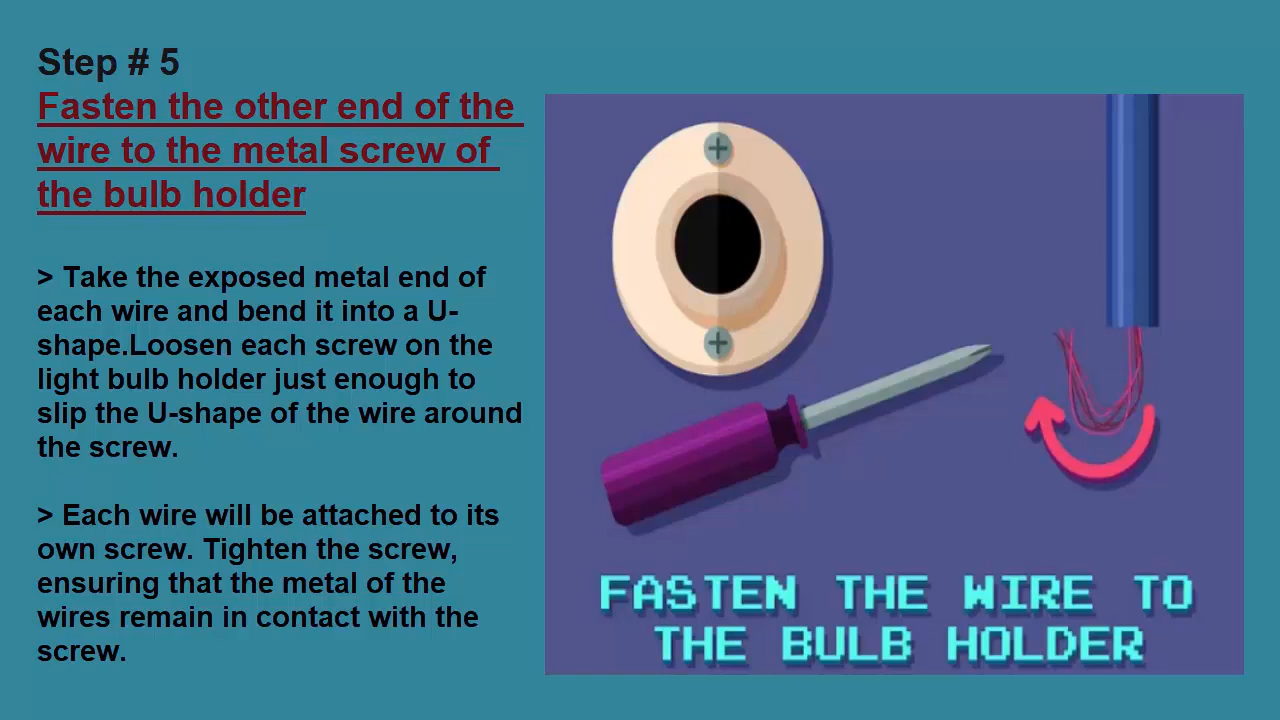 Step # 5
Fasten the other end of the
wire to the metal screw of
the bulb holder
> Take the exposed metal end of
each wire and bend it into a U-
shape.Loosen each screw on the
light bulb holder just enough to
slip the U-shape of the wire around
the screw.
> Each wire will be attached to its
own screw. Tighten the screw,
ensuring that the metal of the
wires remain in contact with the
screw.
FASTEN THE WIRE TO
THE BULB HOLDER